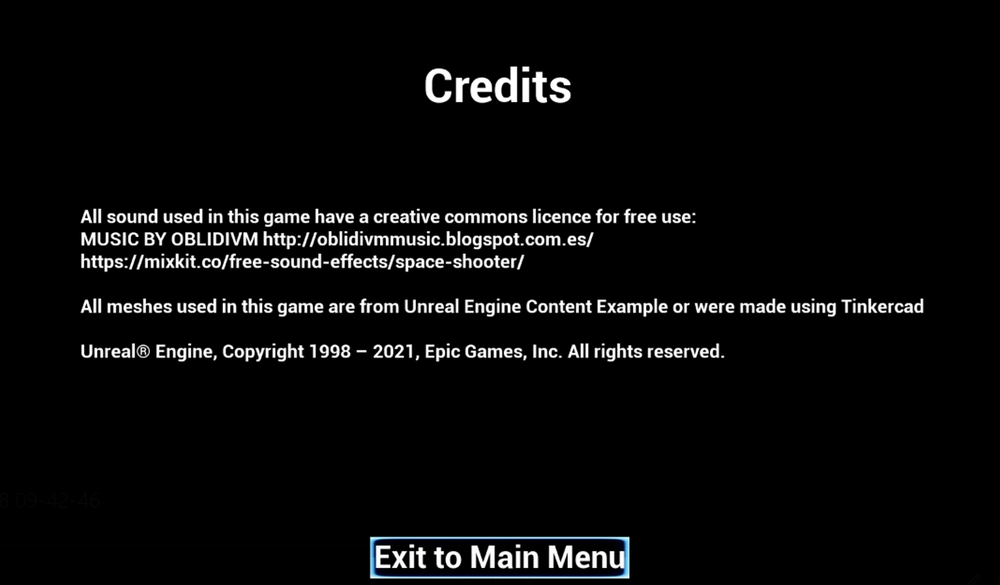 Credits
All sound used in this game have a creative commons licence for free use:
MUSIC BY OBLIDIVM http://oblidivmmusic.blogspot.com.es/
https://mixkit.co/free-sound-effects/space-shooter/
All meshes used in this game are from Unreal Engine Content Example or were made using Tinkercad
Unreal® Engine, Copyright 1998 – 2021, Epic Games, Inc. All rights reserved.
8 09-42-46
Exit to Main Menu